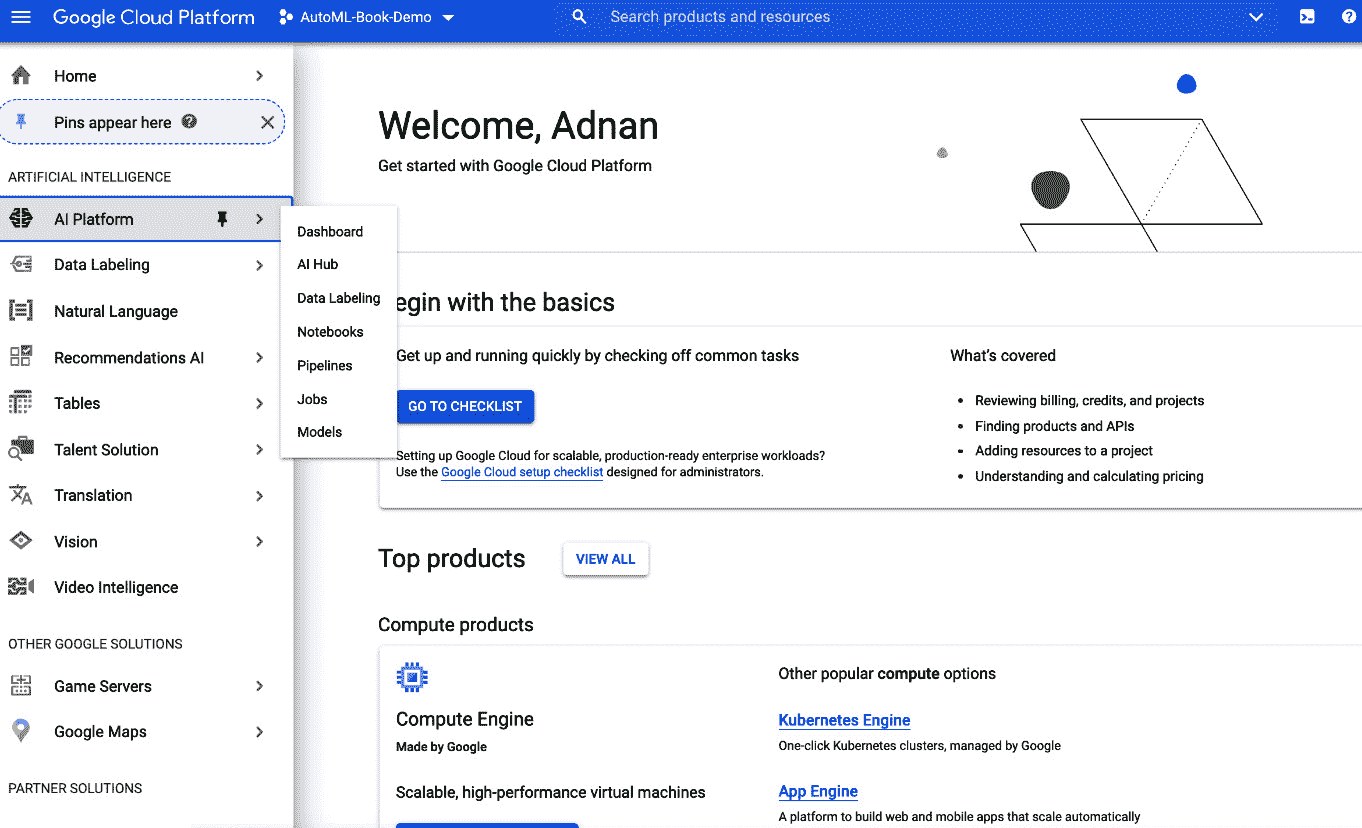 Google Cloud Platform
AutoML-Book-Demo
Search products and resources
Home
Pins appear here
ARTIFICIAL INTELLIGENCE
AI Platform
Data Labeling
Natural Language
Recommendations AI
Tables
Talent Solution
Translation
Vision
Video Intelligence
OTHER GOOGLE SOLUTIONS
Game Servers
Google Maps
PARTNER SOLUTIONS
Dashboard
AI Hub
Data Labeling
Notebooks
Pipelines
Jobs
Models
Welcome, Adnan
Get started with Google Cloud Platform
egin with the basics
Get up and running quickly by checking off common tasks
GO TO CHECKLIST
Setting up Google Cloud for scalable, production-ready enterprise workloads?
Use the Google Cloud setup checklist designed for administrators.
What's covered
• Reviewing billing, credits, and projects
• Finding products and APIs
• Adding resources to a project
• Understanding and calculating pricing
Top products
VIEW ALL
Compute products
Compute Engine
Made by Google
Scalable, high-performance virtual machines
Other popular compute options
Kubernetes Engine
One-click Kubernetes clusters, managed by Google
App Engine
A platform to build web and mobile apps that scale automatically